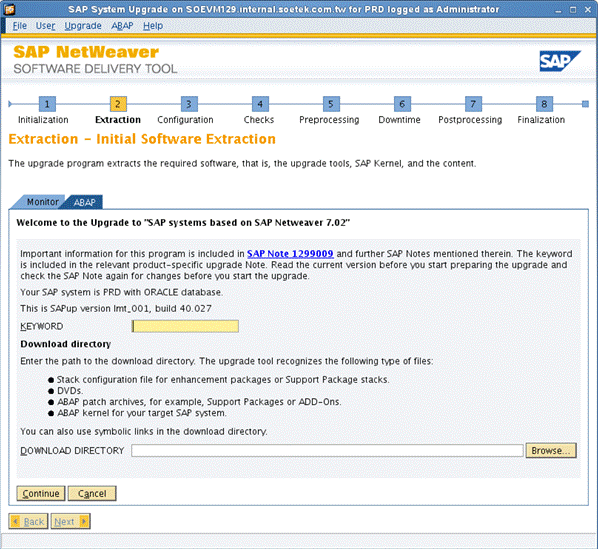 SAP System Upgrade on SOEVM129.internal.soetek.com.tw for PRD logged as Administrator
File User Upgrade ABAP Help
SAP NetWeaver
SOFTWARE DELIVERY TOOL
SAP
1 2 3 4 5 6 7 8
Initialization Extraction Configuration Checks Preprocessing Downtime Postprocessing Finalization
Extraction - Initial Software Extraction
The upgrade program extracts the required software, that is, the upgrade tools, SAP Kernel, and the content.
Monitor ABAP
Welcome to the Upgrade to "SAP systems based on SAP Netweaver 7.02"
Important information for this program is included in SAP Note 1299009 and further SAP Notes mentioned therein. The keyword
is included in the relevant product-specific upgrade Note. Read the current version before you start preparing the upgrade and
check the SAP Note again for changes before you start the upgrade.
Your SAP system is PRD with ORACLE database.
This is SAPup version lmt_001, build 40.027
KEYWORD
Download directory
Enter the path to the download directory. The upgrade tool recognizes the following type of files:
● Stack configuration file for enhancement packages or Support Package stacks.
● DVDs.
● ABAP patch archives, for example, Support Packages or ADD-Ons.
● ABAP kernel for your target SAP system.
You can also use symbolic links in the download directory.
DOWNLOAD DIRECTORY Browse...
Continue Cancel
Back Next